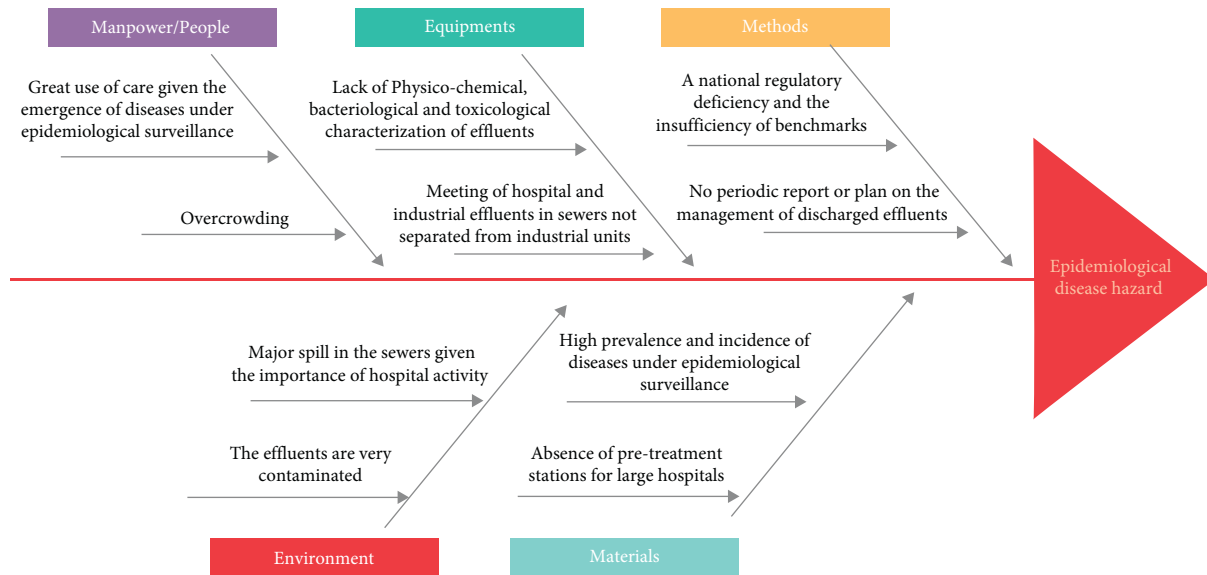 Manpower/People
Equipments
Methods
Great use of care given the
emergence of diseases under
epidemiological surveillance
Overcrowding
Lack of Physico-chemical,
bacteriological and toxicological
characterization of effluents
Meeting of hospital and
industrial effluents in sewers not
separated from industrial units
A national regulatory
deficiency and the
insufficiency of benchmarks
No periodic report or plan on the
management of discharged effluents
Epidemiological
disease hazard
Major spill in the sewers given
the importance of hospital activity
The effluents are very
contaminated
High prevalence and incidence of
diseases under epidemiological
surveillance
Absence of pre-treatment
stations for large hospitals
Environment
Materials